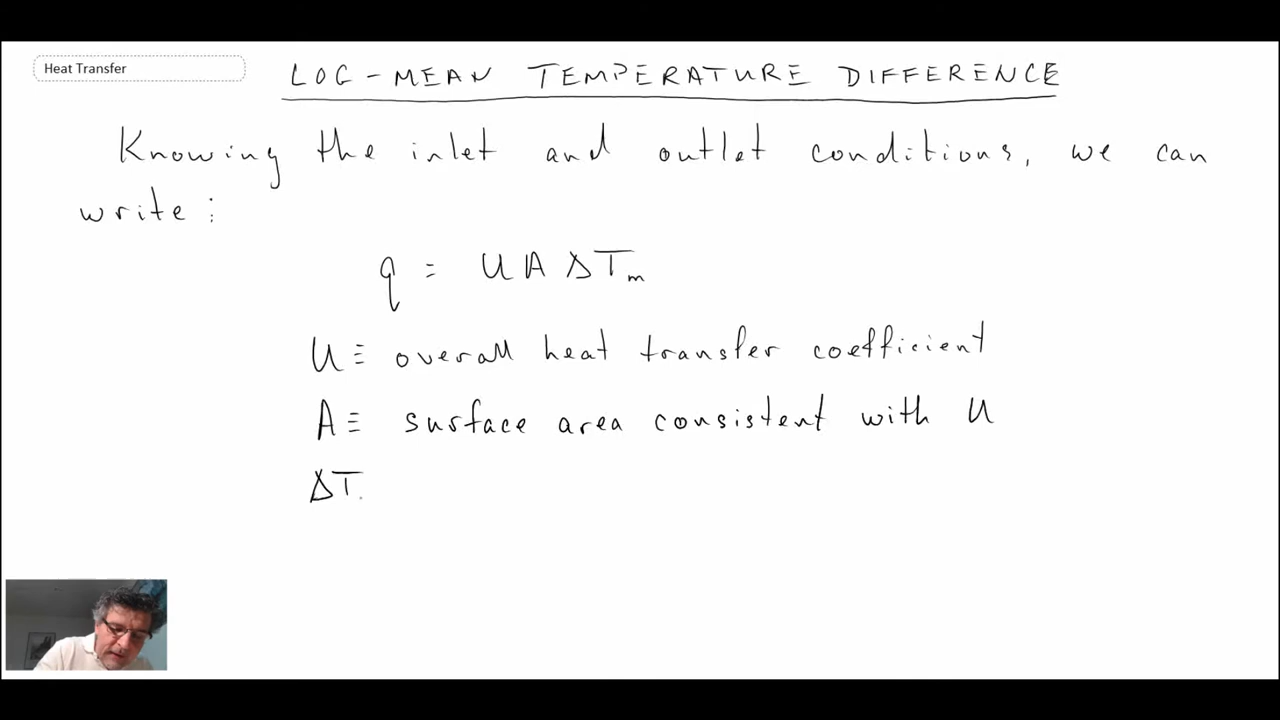 Heat Transfer
LOG-MEAN TEMPERATURE DIFFERENCE
Knowing the inlet and outlet conditions, we can
write :
q = U A ΔTm
U ≡ overall heat transfer coefficient
A ≡ surface area consistent with U
ΔT